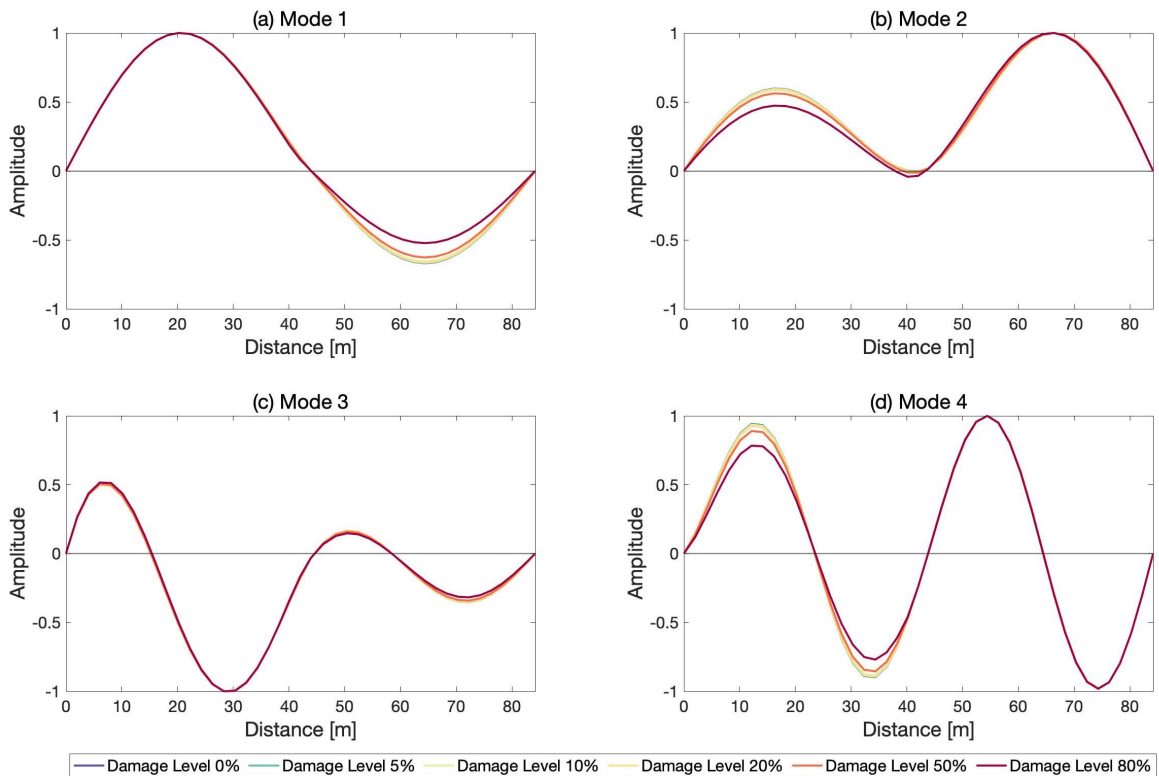 (a) Mode 1
1
0.5
0
-0.5
-1
Amplitude
0 10 20 30 40 50 60 70 80
Distance [m]
(b) Mode 2
1
0.5
0
-0.5
-1
Amplitude
0 10 20 30 40 50 60 70 80
Distance [m]
(c) Mode 3
1
0.5
0
-0.5
-1
Amplitude
0 10 20 30 40 50 60 70 80
Distance [m]
(d) Mode 4
1
0.5
0
-0.5
-1
Amplitude
0 10 20 30 40 50 60 70 80
Distance [m]
Damage Level 0% Damage Level 5% Damage Level 10% Damage Level 20% Damage Level 50% Damage Level 80%